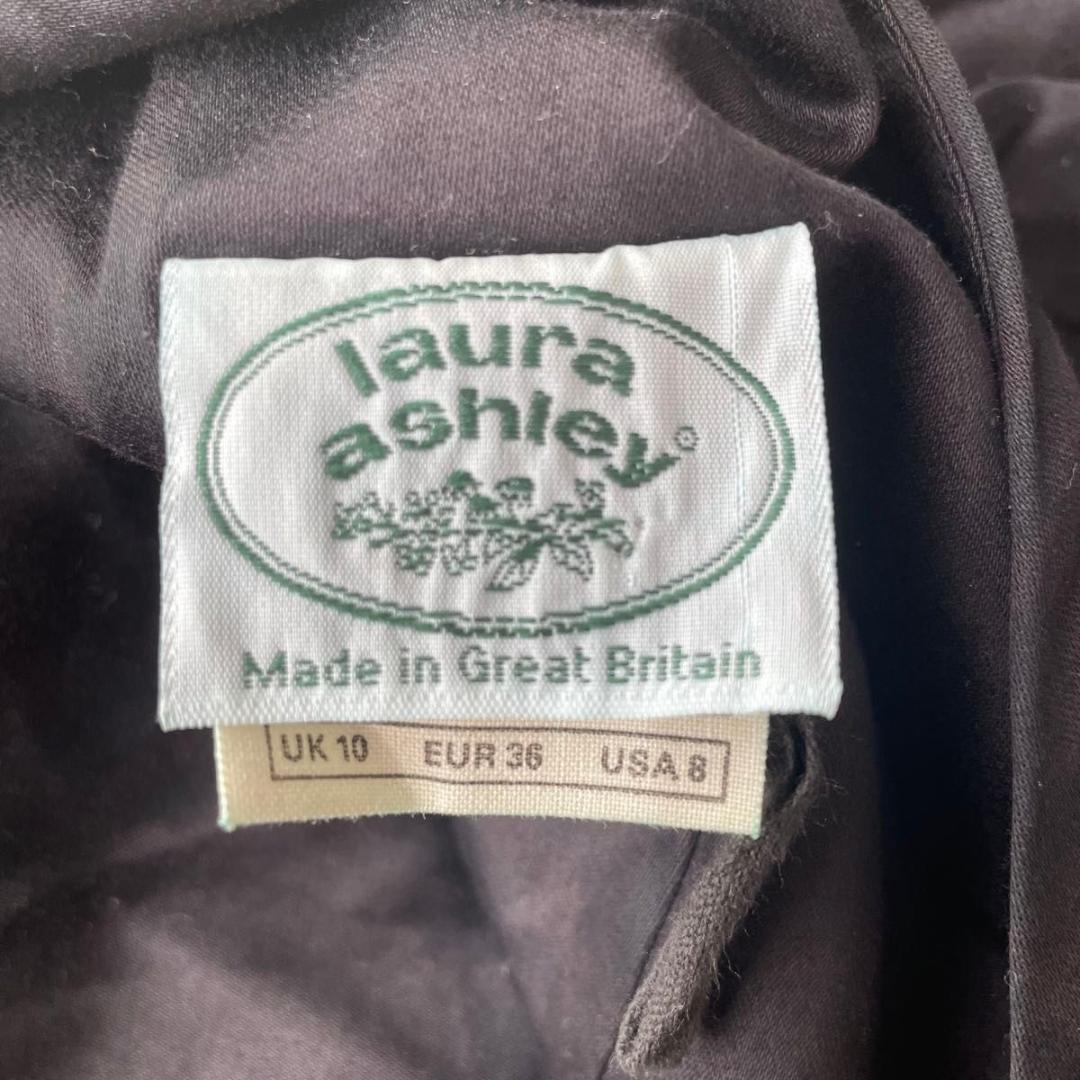 laura
ashley®
Made in Great Britain
UK 10 EUR 36 USA 8